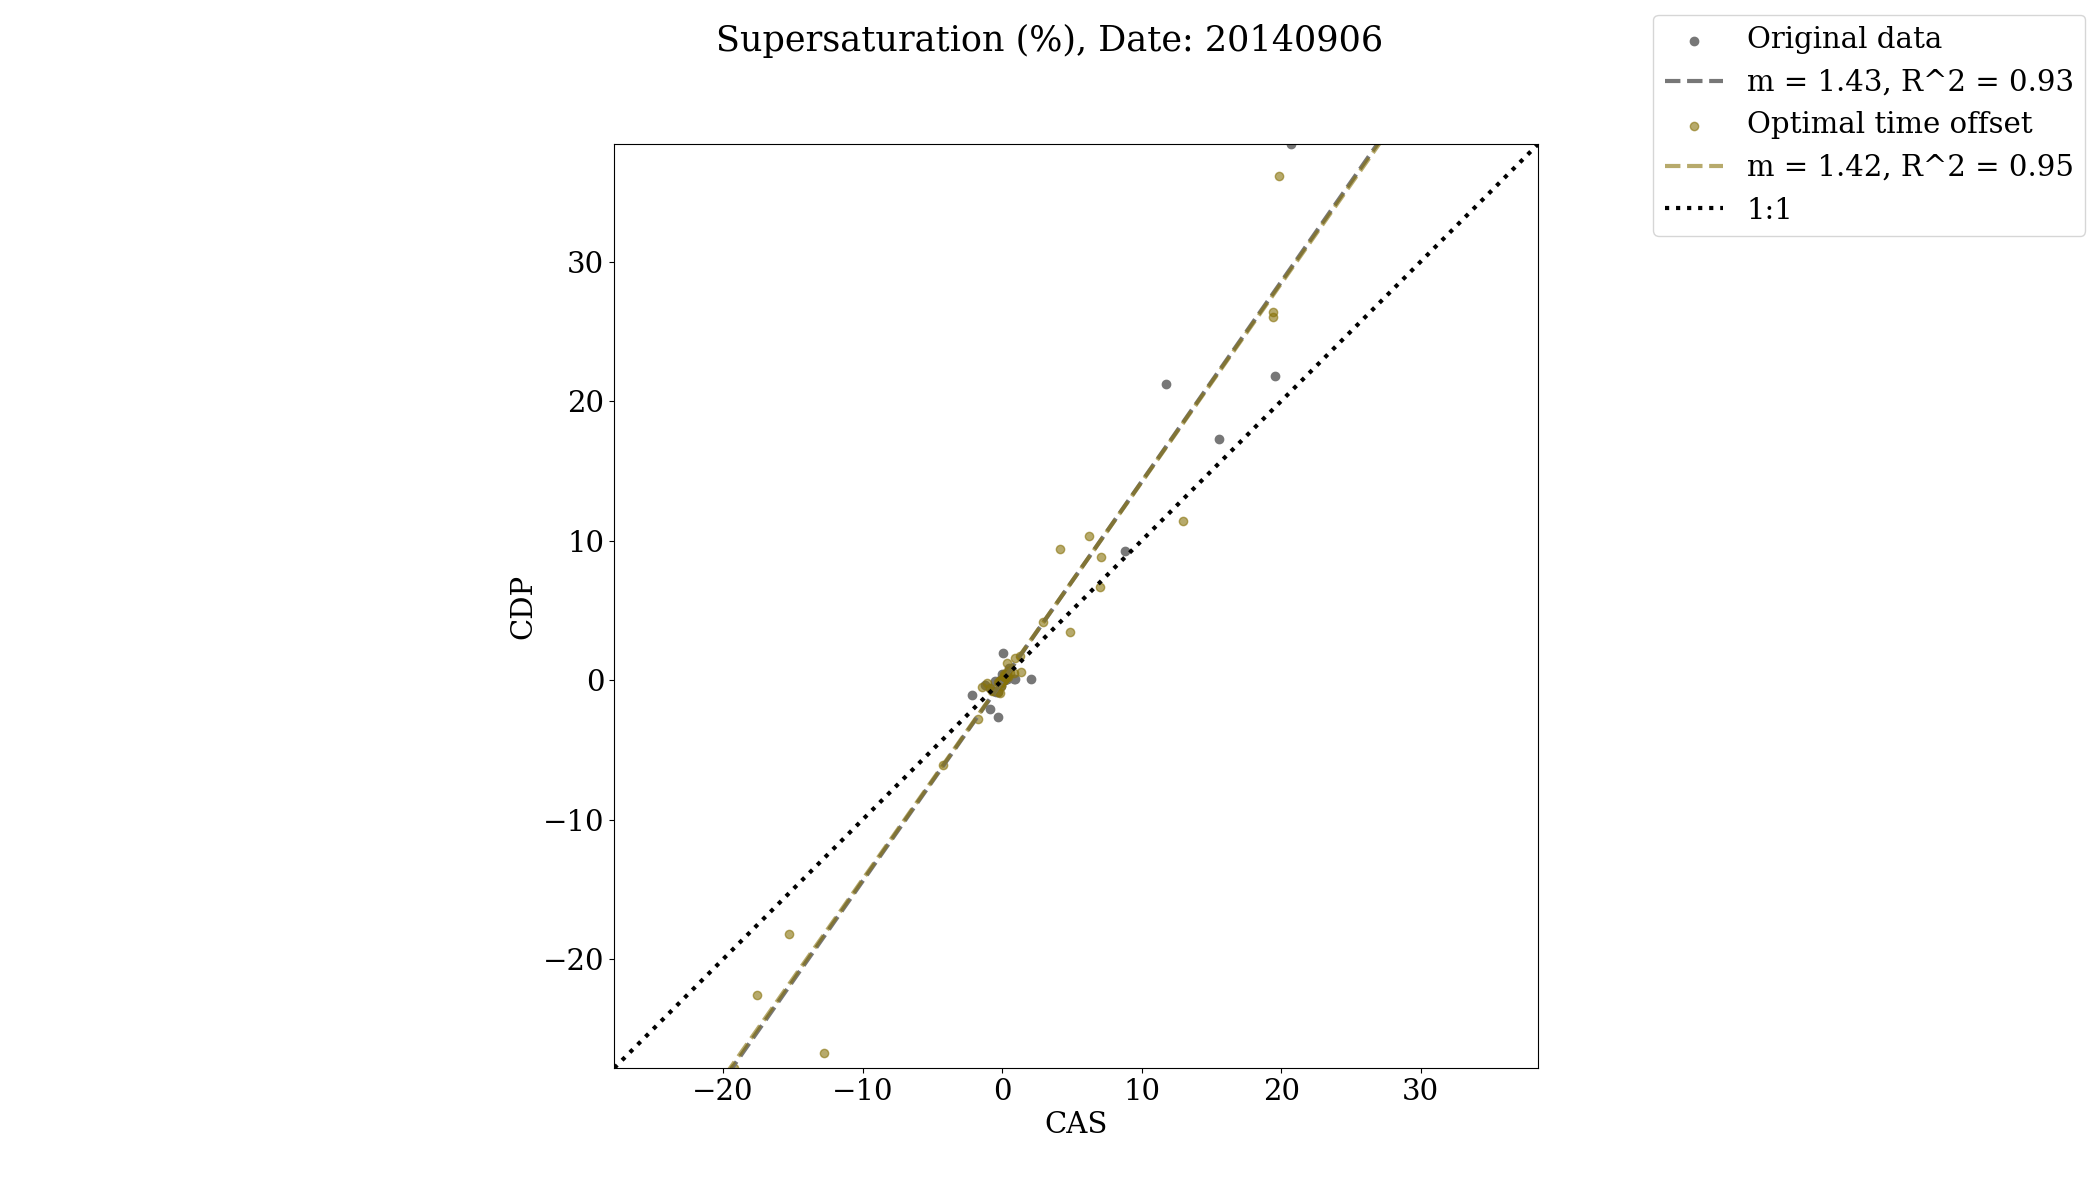 Supersaturation (%), Date: 20140906
Original data
m = 1.43, R^2 = 0.93
Optimal time offset
m = 1.42, R^2 = 0.95
1:1
30
20
10
0
−10
−20
CDP
−20 −10 0 10 20 30
CAS